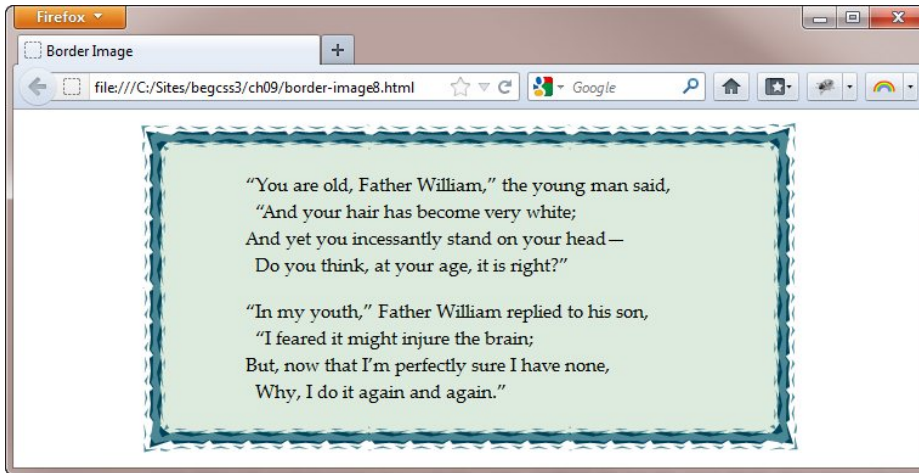 Firefox
Border Image
file:///C:/Sites/begcss3/ch09/border-image8.html
Google
“You are old, Father William,” the young man said,
“And your hair has become very white;
And yet you incessantly stand on your head—
Do you think, at your age, it is right?”
“In my youth,” Father William replied to his son,
“I feared it might injure the brain;
But, now that I’m perfectly sure I have none,
Why, I do it again and again.”